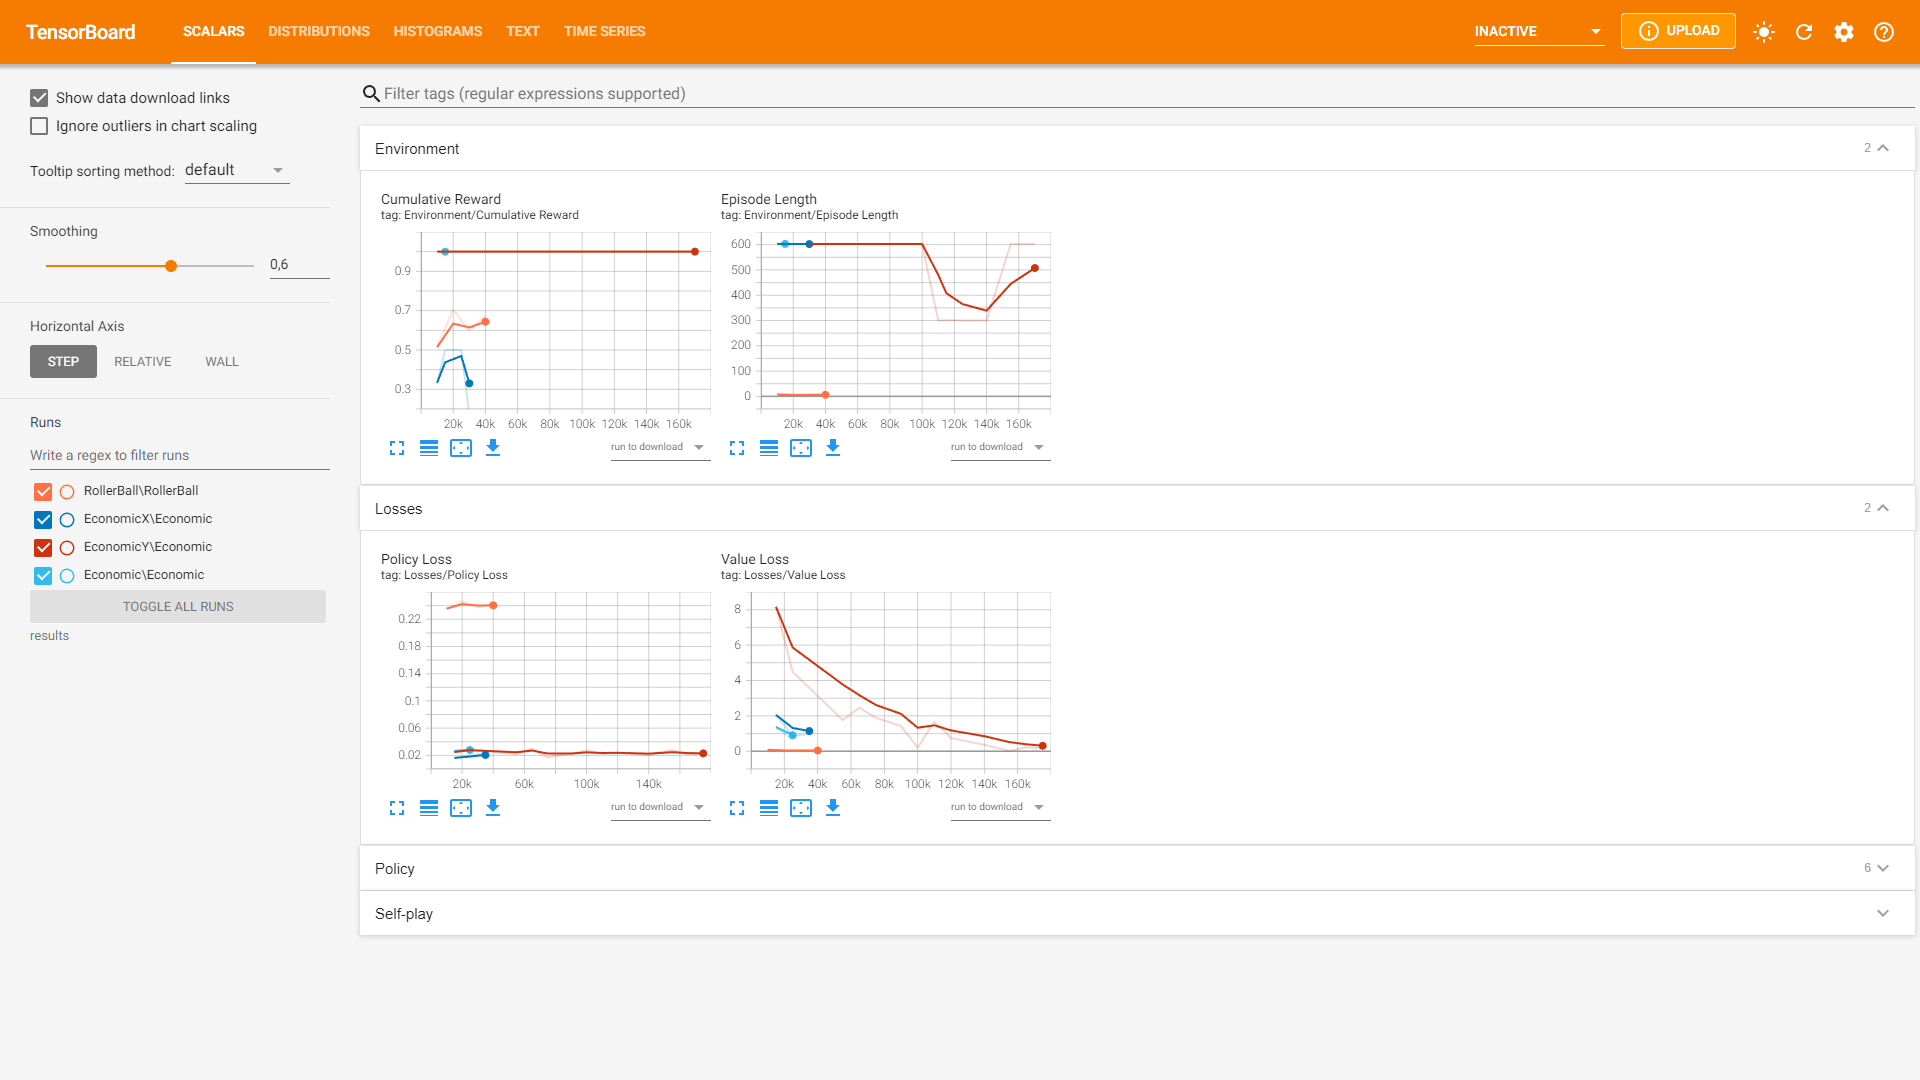 TensorBoard SCALARS DISTRIBUTIONS HISTOGRAMS TEXT TIME SERIES INACTIVE UPLOAD
Show data download links
Ignore outliers in chart scaling
Tooltip sorting method: default
Smoothing
0,6
Horizontal Axis
STEP RELATIVE WALL
Runs
Write a regex to filter runs
RollerBall\RollerBall
EconomicX\Economic
EconomicY\Economic
Economic\Economic
TOGGLE ALL RUNS
results
Filter tags (regular expressions supported)
Environment 2
Cumulative Reward
tag: Environment/Cumulative Reward
0.9
0.7
0.5
0.3
20k 40k 60k 80k 100k 120k 140k 160k
run to download
Episode Length
tag: Environment/Episode Length
600
500
400
300
200
100
0
20k 40k 60k 80k 100k 120k 140k 160k
run to download
Losses 2
Policy Loss
tag: Losses/Policy Loss
0.22
0.18
0.14
0.1
0.06
0.02
20k 60k 100k 140k
run to download
Value Loss
tag: Losses/Value Loss
8
6
4
2
0
20k 40k 60k 80k 100k 120k 140k 160k
run to download
Policy 6
Self-play